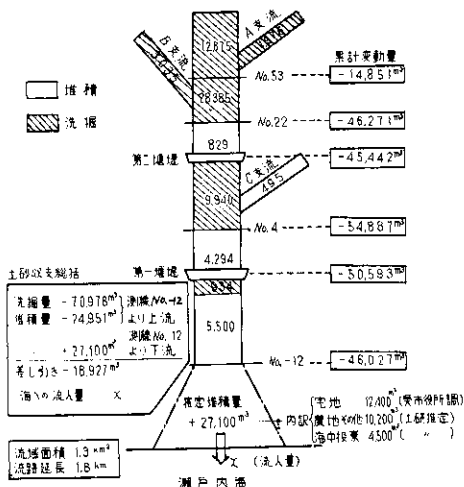 A支流
B支流
12,875
累計変動量
No.53
-14,851m³
堆積
28,385
洗掘
No.22
-46,271m³
829
第二堰堤
-45,442m³
C支流
495
9,940
No.4
-54,887m³
4.294
土砂収支総括
第一堰堤
-50,593m³
934
洗掘量 -70,978m³ 測線No.-12
堆積量 -24,951m³ より上流
5.500
〃 +27,100m³ 測線No.12 より下流
差し引き -18,927m³
No.-12
-46,027m³
海への流入量 x
推定堆積量
+27,100m³
内訳
宅地 12,400m³ (呉市役所調)
農地その他 10,200m³ (土研推定)
海中投棄 4,500m³ ( 〃 )
流域面積 1.3 km²
流路延長 1.8 km
x (流入量)
瀬戸内海